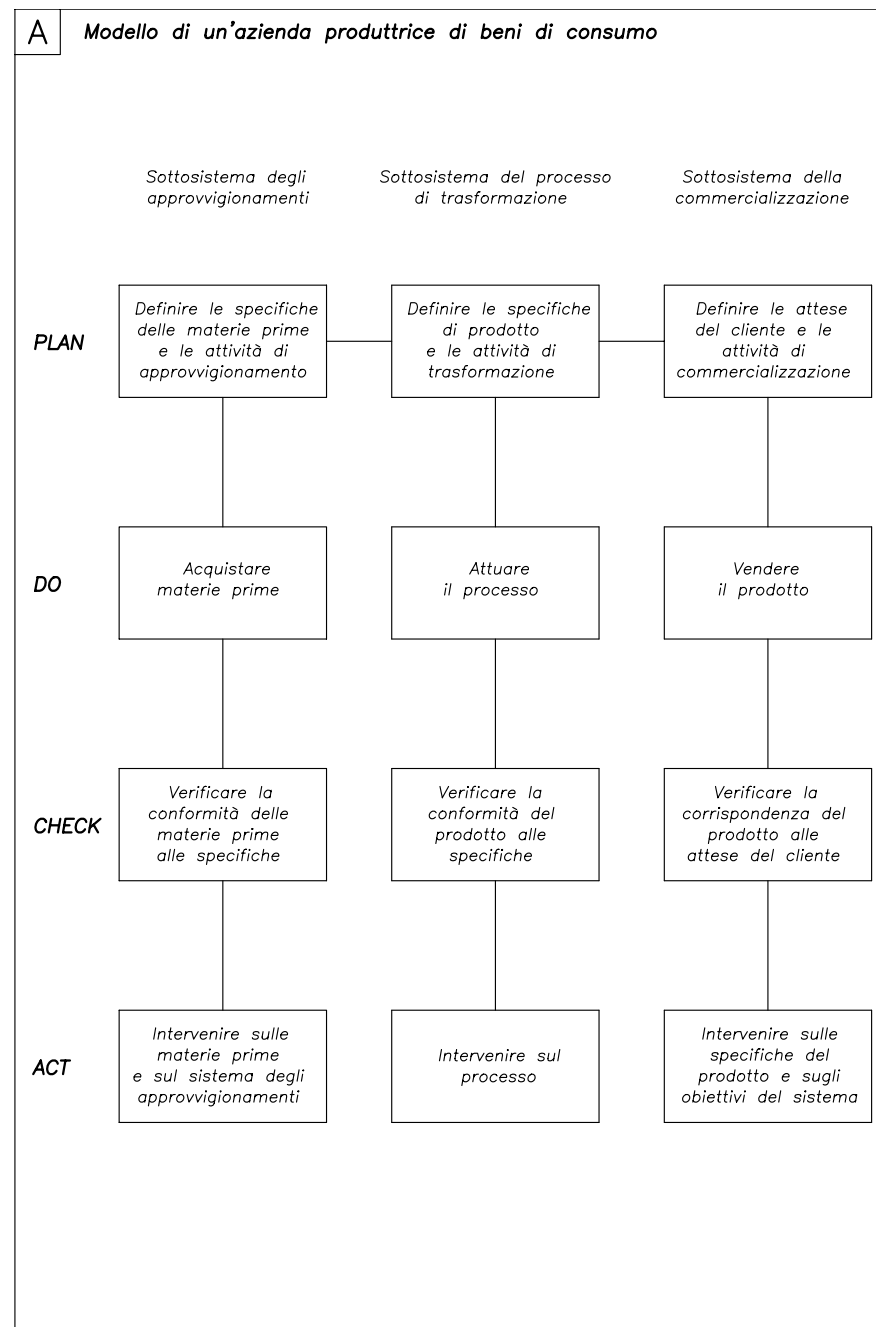 A
Modello di un'azienda produttrice di beni di consumo
Sottosistema degli
approvvigionamenti
Sottosistema del processo
di trasformazione
Sottosistema della
commercializzazione
PLAN
Definire le specifiche
delle materie prime
e le attività di
approvvigionamento
Definire le specifiche
di prodotto
e le attività di
trasformazione
Definire le attese
del cliente e le
attività di
commercializzazione
DO
Acquistare
materie prime
Attuare
il processo
Vendere
il prodotto
CHECK
Verificare la
conformità delle
materie prime
alle specifiche
Verificare la
conformità del
prodotto alle
specifiche
Verificare la
corrispondenza del
prodotto alle
attese del cliente
ACT
Intervenire sulle
materie prime
e sul sistema degli
approvvigionamenti
Intervenire sul
processo
Intervenire sulle
specifiche del
prodotto e sugli
obiettivi del sistema